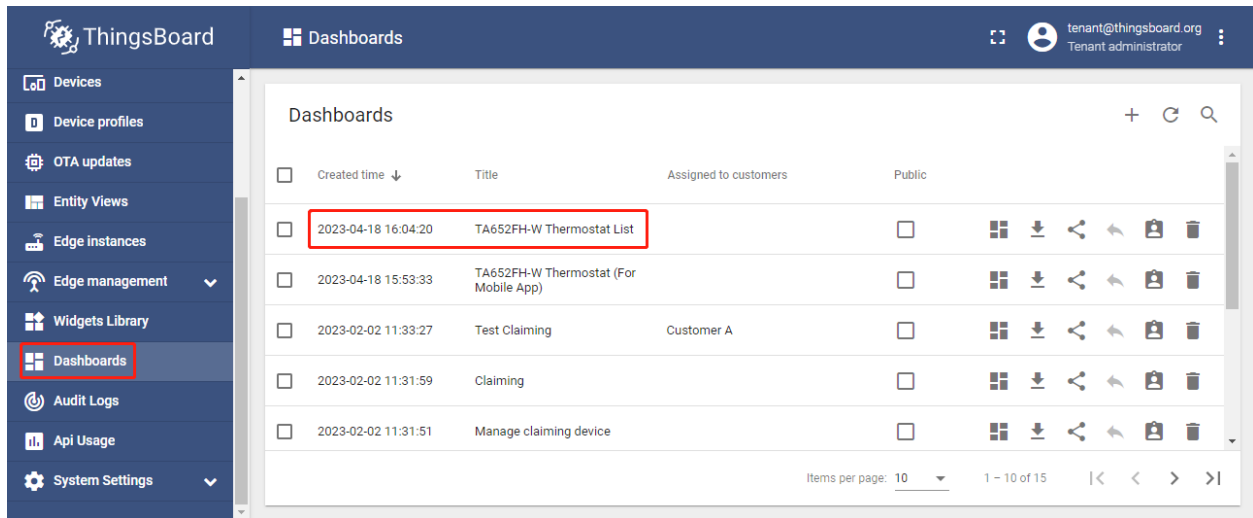 ThingsBoard
Dashboards
tenant@thingsboard.org
Tenant administrator
Devices
Device profiles
OTA updates
Entity Views
Edge instances
Edge management
Widgets Library
Dashboards
Audit Logs
Api Usage
System Settings
Dashboards
Created time Title Assigned to customers Public
2023-04-18 16:04:20 TA652FH-W Thermostat List
2023-04-18 15:53:33 TA652FH-W Thermostat (For
Mobile App)
2023-02-02 11:33:27 Test Claiming Customer A
2023-02-02 11:31:59 Claiming
2023-02-02 11:31:51 Manage claiming device
Items per page: 10 1 – 10 of 15